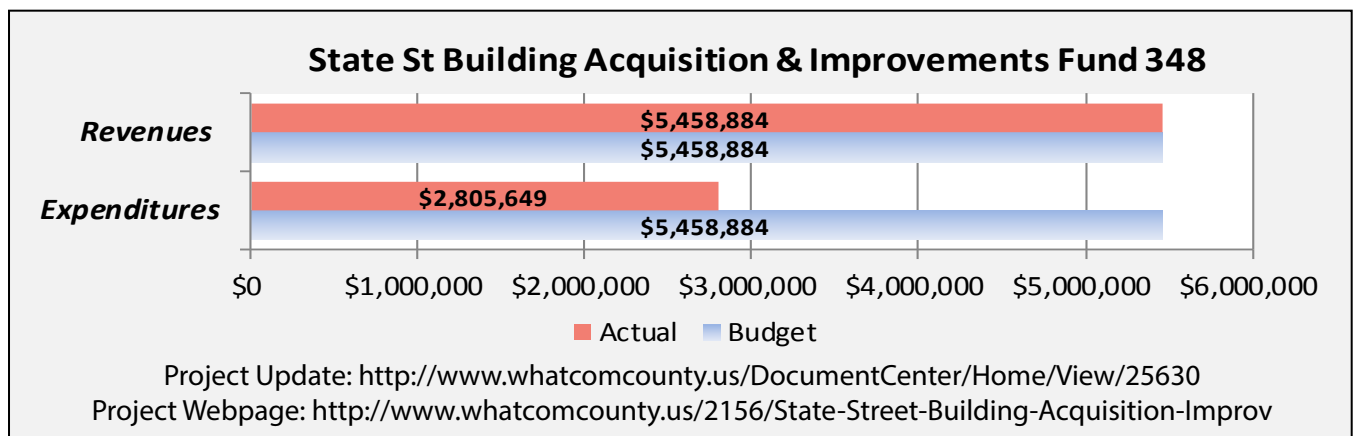 State St Building Acquisition & Improvements Fund 348
Revenues
$5,458,884
$5,458,884
Expenditures
$2,805,649
$5,458,884
$0 $1,000,000 $2,000,000 $3,000,000 $4,000,000 $5,000,000 $6,000,000
Actual Budget
Project Update: http://www.whatcomcounty.us/DocumentCenter/Home/View/25630
Project Webpage: http://www.whatcomcounty.us/2156/State-Street-Building-Acquisition-Improv